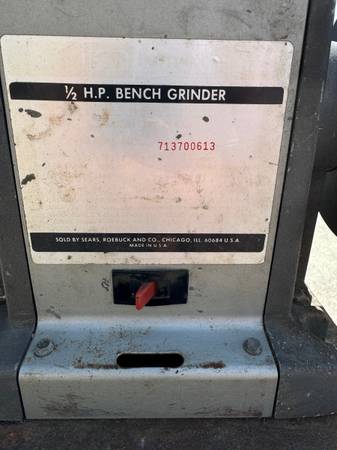 ½ H.P. BENCH GRINDER
713700613
SOLD BY SEARS, ROEBUCK AND CO., CHICAGO, ILL. 60684 U.S.A.
MADE IN U.S.A.